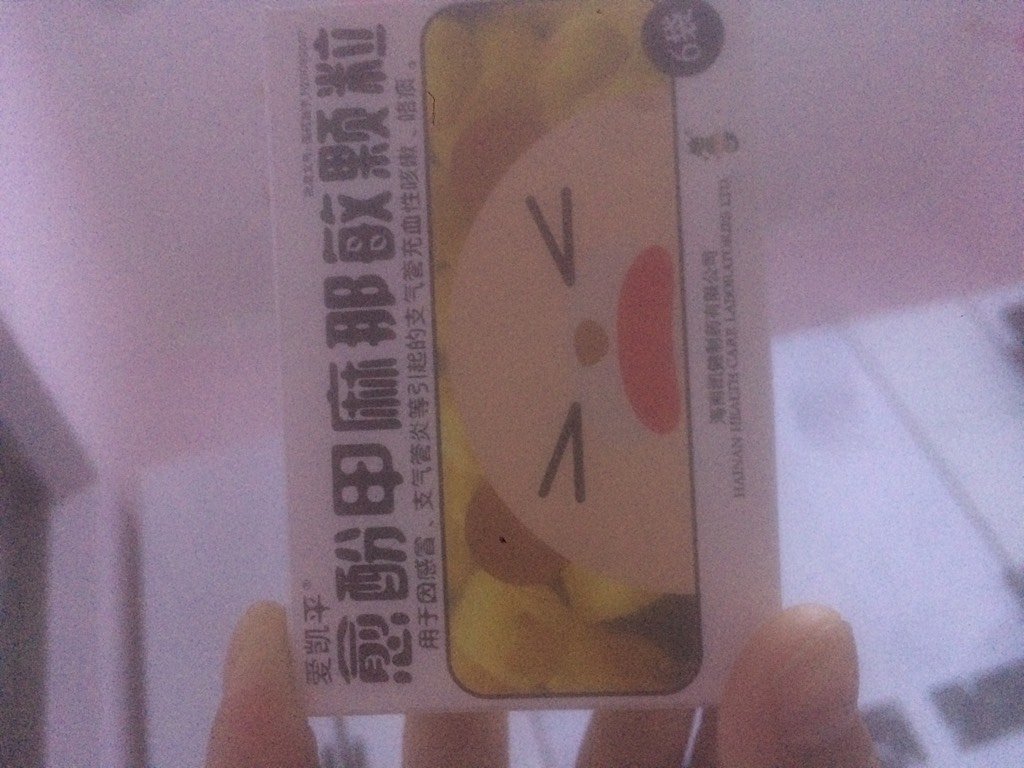 爱凯平®
愈酚甲麻那敏颗粒
用于因感冒、支气管炎等引起的支气管充血性咳嗽、咯痰。
6袋
制药有限公司
HAINAN HEALTH CARE LABORATORIES LTD.